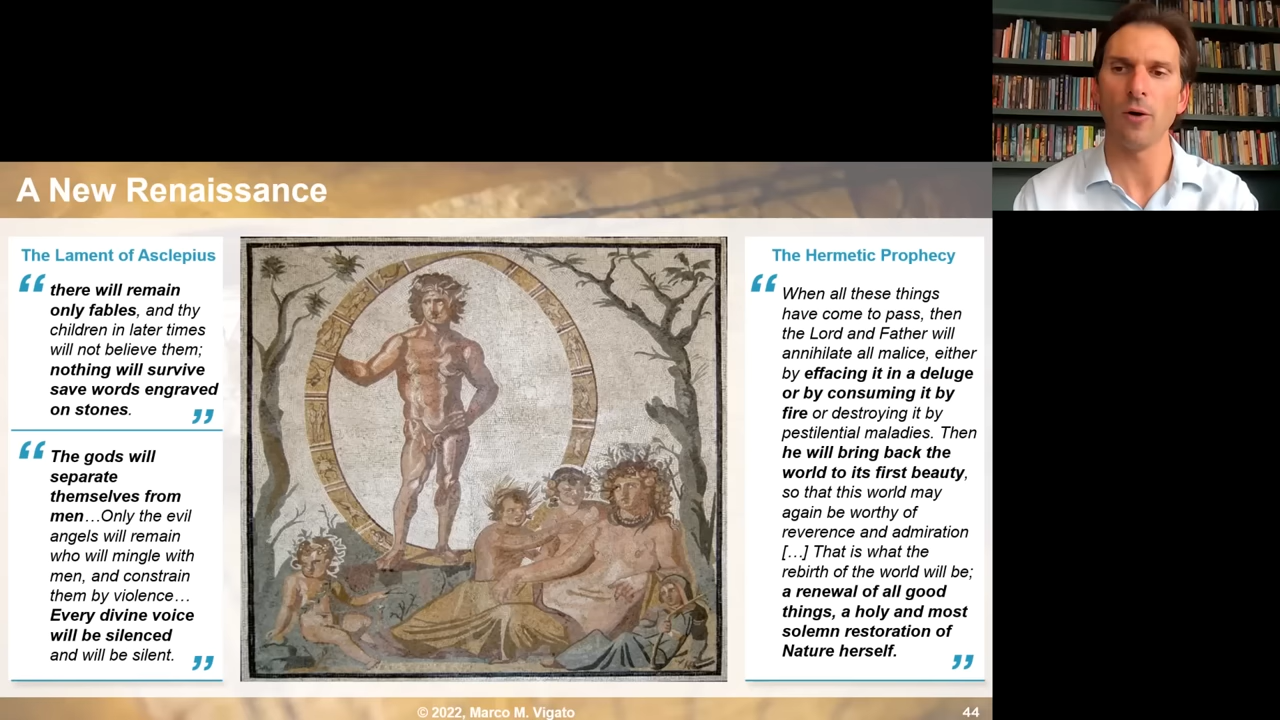 A New Renaissance
The Lament of Asclepius
“ there will remain
only fables, and thy
children in later times
will not believe them;
nothing will survive
save words engraved
on stones. ”
“ The gods will
separate
themselves from
men…Only the evil
angels will remain
who will mingle with
men, and constrain
them by violence…
Every divine voice
will be silenced
and will be silent. ”
The Hermetic Prophecy
“ When all these things
have come to pass, then
the Lord and Father will
annihilate all malice, either
by effacing it in a deluge
or by consuming it by
fire or destroying it by
pestilential maladies. Then
he will bring back the
world to its first beauty,
so that this world may
again be worthy of
reverence and admiration
[…] That is what the
rebirth of the world will be;
a renewal of all good
things, a holy and most
solemn restoration of
Nature herself. ”
© 2022, Marco M. Vigato
44